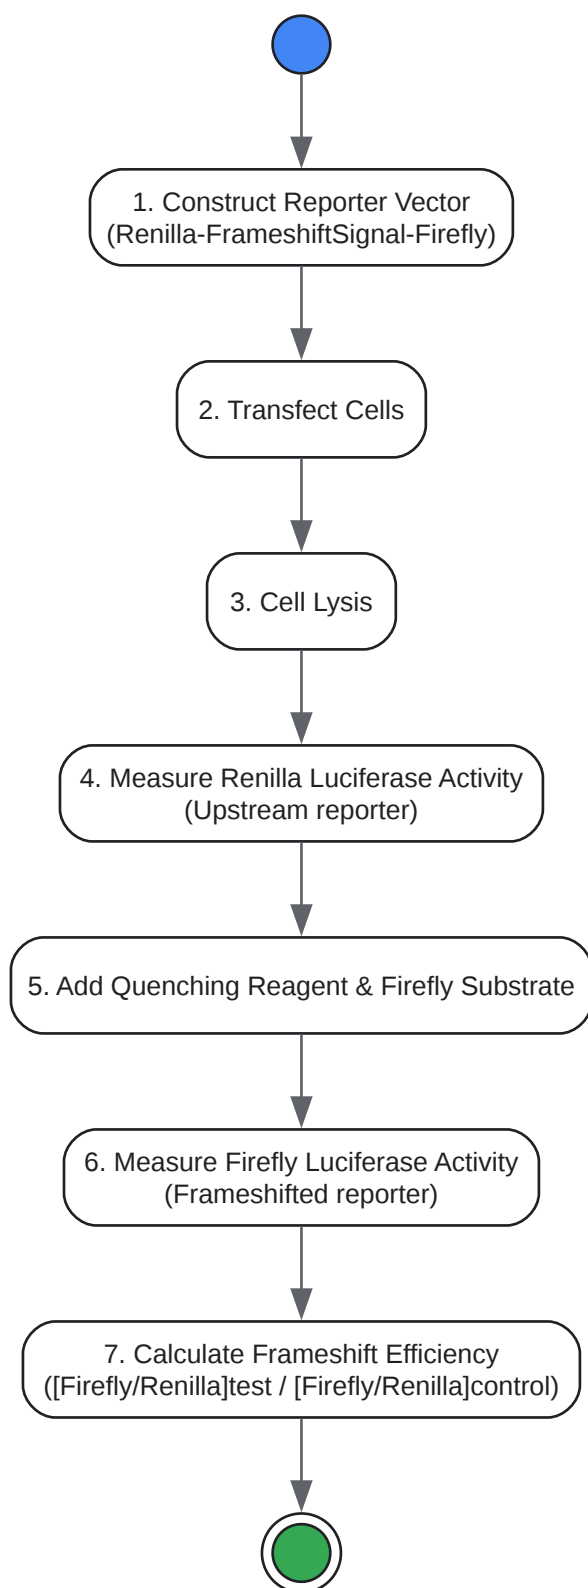 1. Construct Reporter Vector
(Renilla-FrameshiftSignal-Firefly)
2. Transfect Cells
3. Cell Lysis
4. Measure Renilla Luciferase Activity
(Upstream reporter)
5. Add Quenching Reagent & Firefly Substrate
6. Measure Firefly Luciferase Activity
(Frameshifted reporter)
7. Calculate Frameshift Efficiency
([Firefly/Renilla]test / [Firefly/Renilla]control)